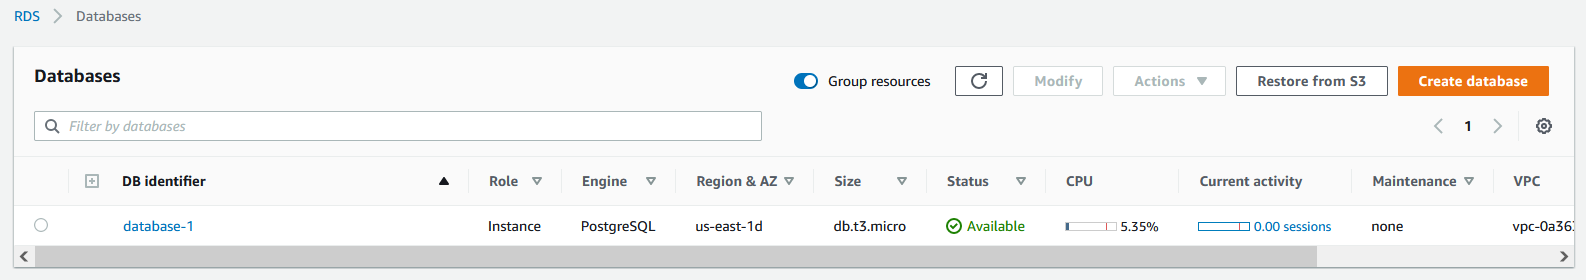 RDS > Databases
Databases
Group resources Modify Actions Restore from S3 Create database
Filter by databases
1
DB identifier Role Engine Region & AZ Size Status CPU Current activity Maintenance VPC
database-1 Instance PostgreSQL us-east-1d db.t3.micro Available 5.35% 0.00 sessions none vpc-0a363